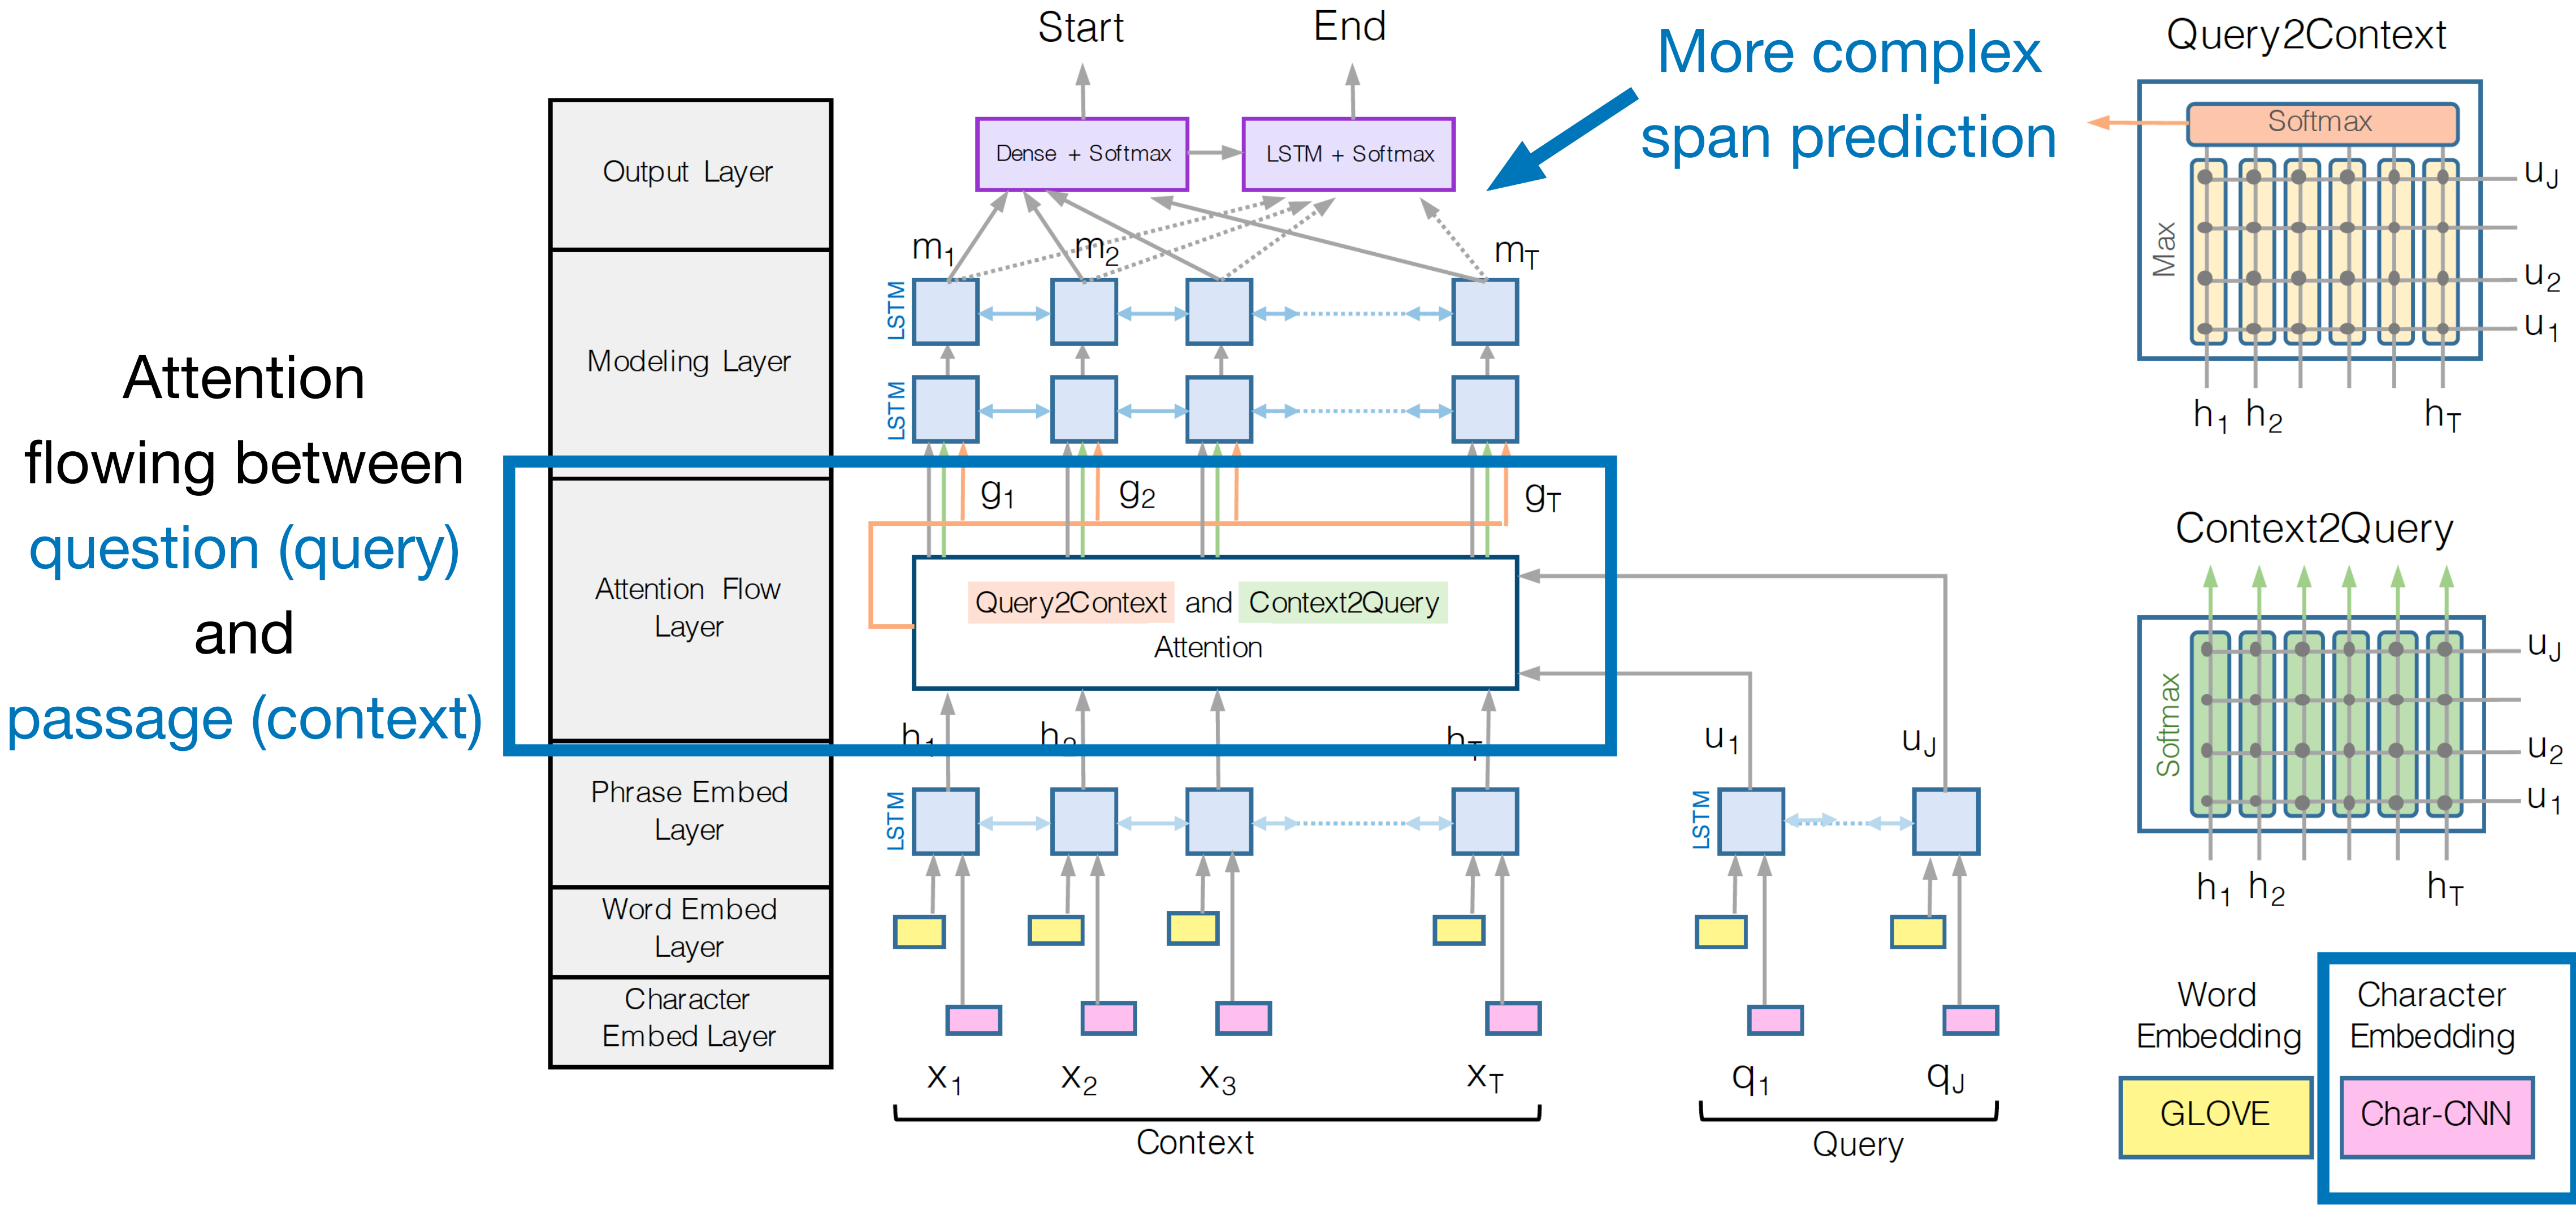 Attention
flowing between
question (query)
and
passage (context)
Output Layer
Modeling Layer
Attention Flow
Layer
Phrase Embed
Layer
Word Embed
Layer
Character
Embed Layer
Start
End
More complex
span prediction
Dense + Softmax
LSTM + Softmax
m1
m2
mT
LSTM
LSTM
g1
g2
gT
Query2Context and Context2Query
Attention
h1
h2
hT
u1
uJ
LSTM
LSTM
x1
x2
x3
xT
q1
qJ
Context
Query
Query2Context
Softmax
Max
uJ
u2
u1
h1
h2
hT
Context2Query
Softmax
uJ
u2
u1
h1
h2
hT
Word
Embedding
GLOVE
Character
Embedding
Char-CNN